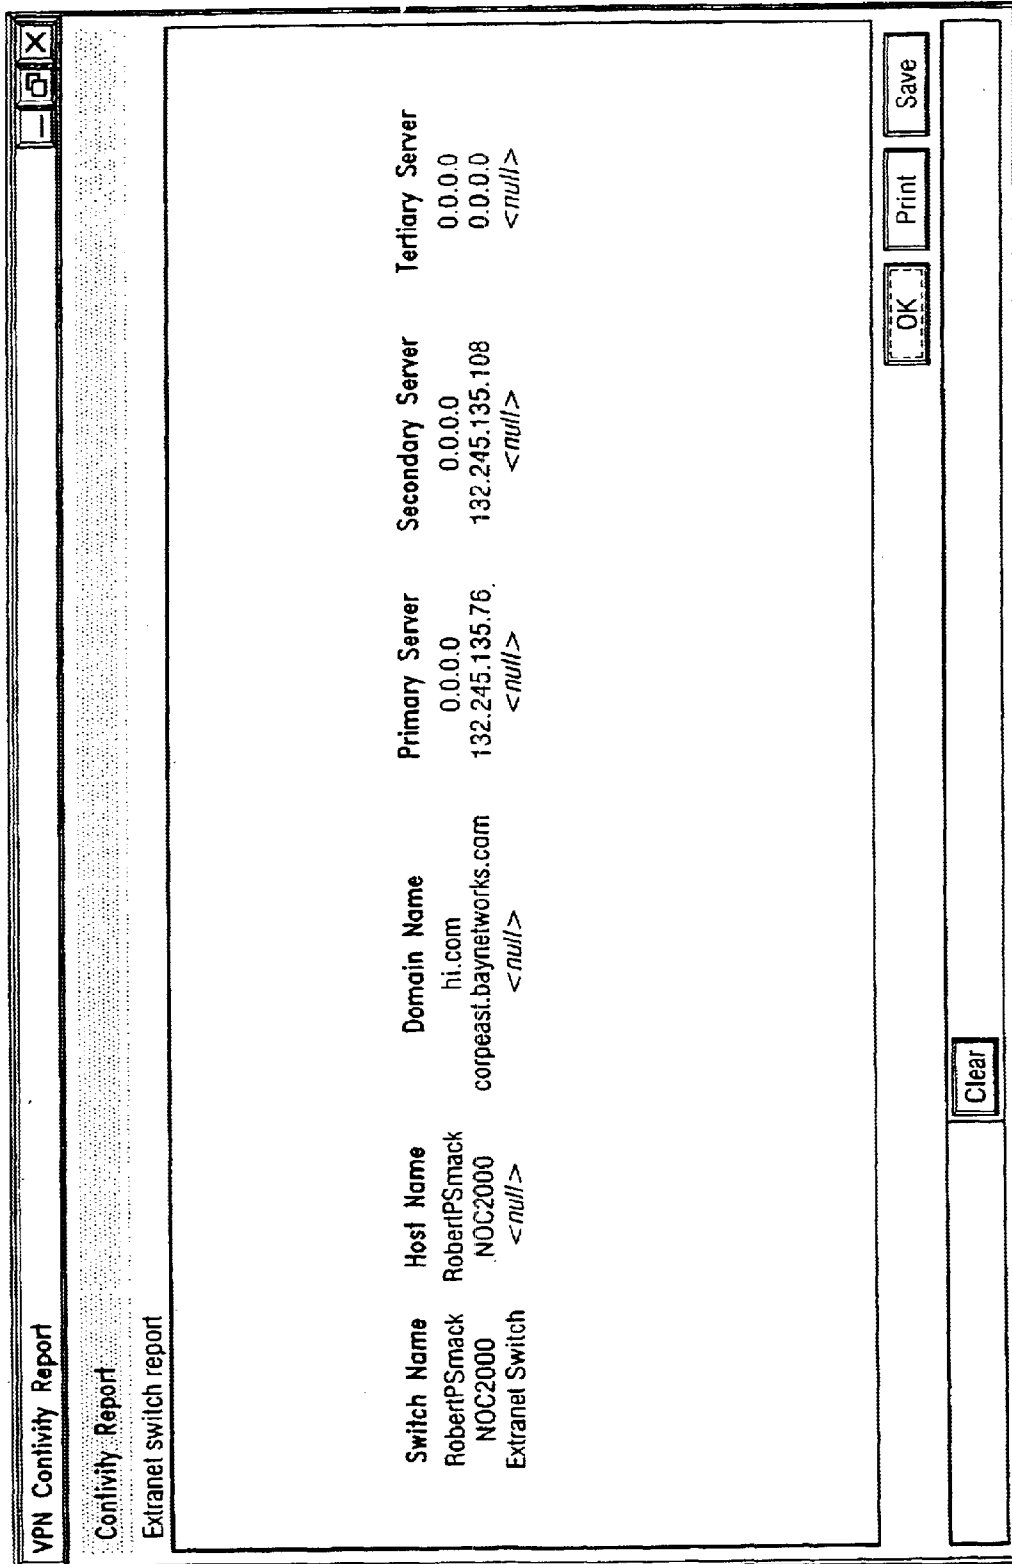 VPN Contivity Report
Contivity Report
Extranet switch report
Switch Name Host Name Domain Name Primary Server Secondary Server Tertiary Server
RobertPSmack RobertPSmack hi.com 0.0.0.0 0.0.0.0 0.0.0.0
NOC2000 NOC2000 corpeast.baynetworks.com 132.245.135.76 132.245.135.108 0.0.0.0
Extranet Switch <null> <null> <null> <null> <null>
OK Print Save
Clear